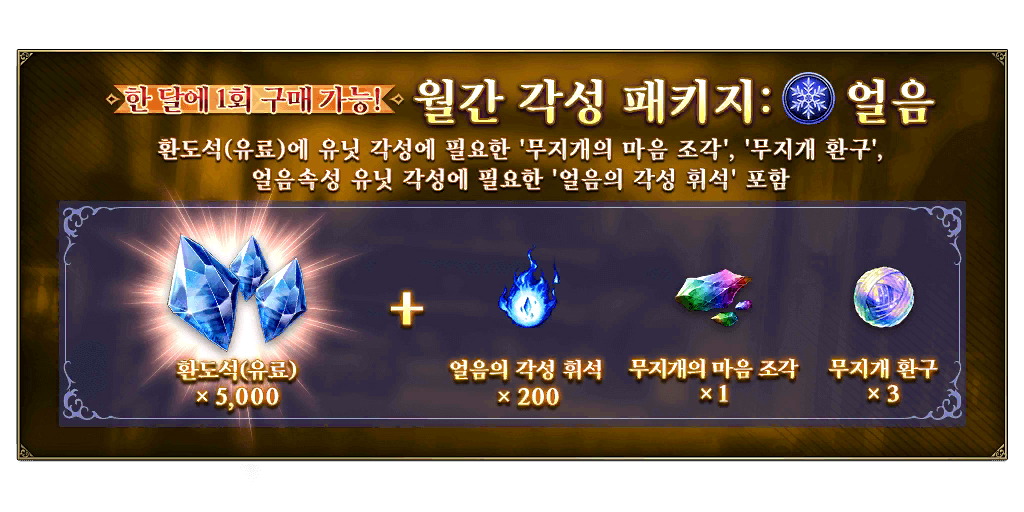 한 달에 1회 구매 가능! 월간 각성 패키지: 얼음
환도석(유료)에 유닛 각성에 필요한 '무지개의 마음 조각', '무지개 환구',
얼음속성 유닛 각성에 필요한 '얼음의 각성 휘석' 포함
+
환도석(유료) 얼음의 각성 휘석 무지개의 마음 조각 무지개 환구
×5,000 ×200 ×1 ×3